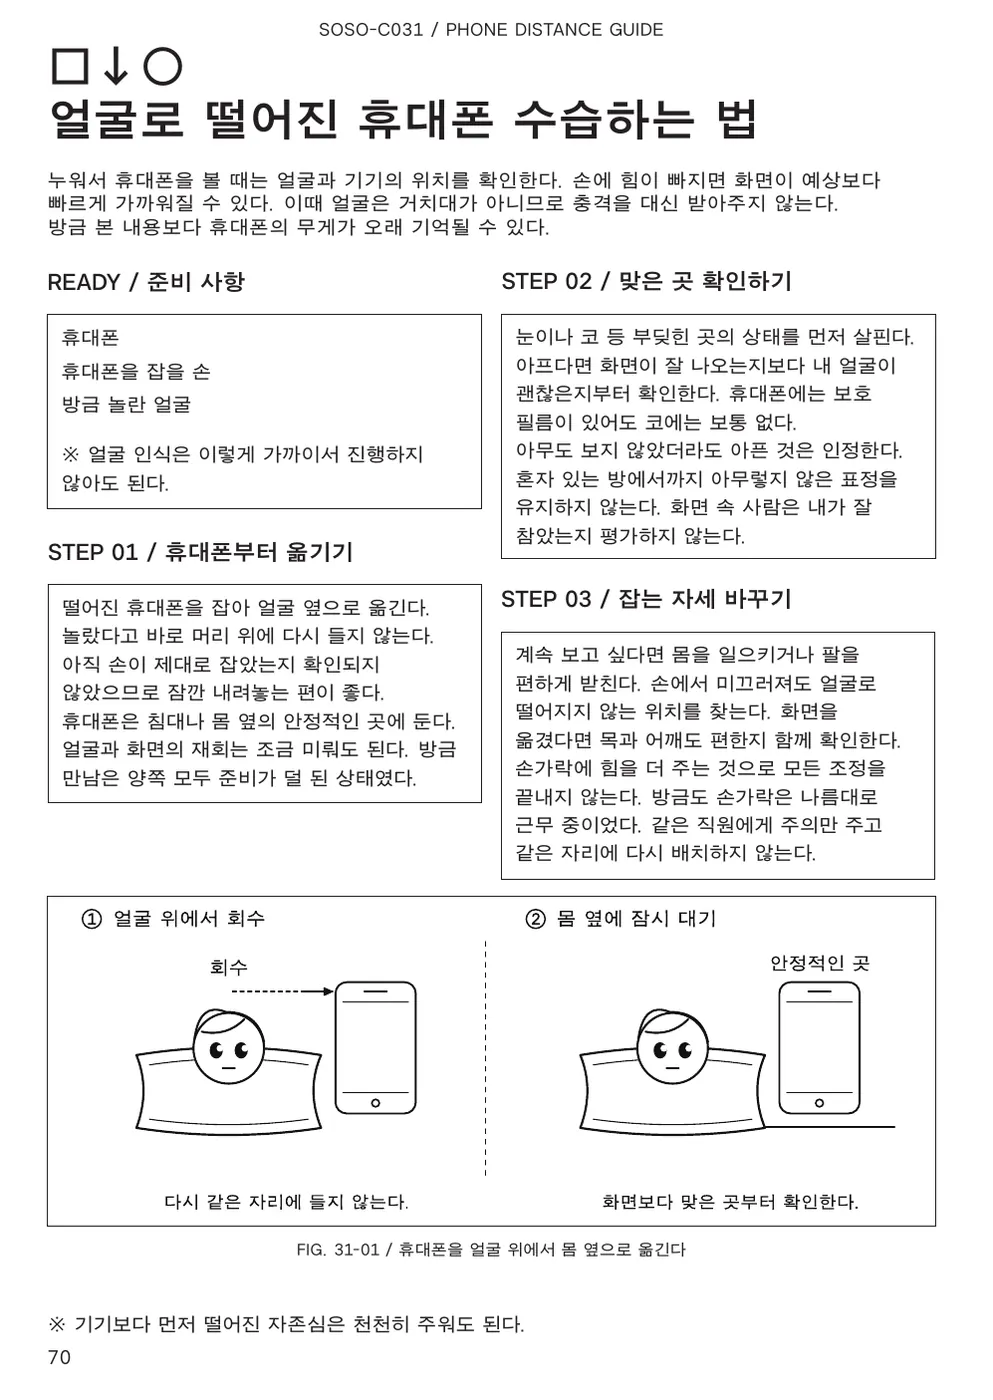 SOSO-C031 / PHONE DISTANCE GUIDE
□↓○
얼굴로 떨어진 휴대폰 수습하는 법
누워서 휴대폰을 볼 때는 얼굴과 기기의 위치를 확인한다. 손에 힘이 빠지면 화면이 예상보다
빠르게 가까워질 수 있다. 이때 얼굴은 거치대가 아니므로 충격을 대신 받아주지 않는다.
방금 본 내용보다 휴대폰의 무게가 오래 기억될 수 있다.
READY / 준비 사항
휴대폰
휴대폰을 잡을 손
방금 놀란 얼굴
※ 얼굴 인식은 이렇게 가까이서 진행하지
않아도 된다.
STEP 01 / 휴대폰부터 옮기기
떨어진 휴대폰을 잡아 얼굴 옆으로 옮긴다.
놀랐다고 바로 머리 위에 다시 들지 않는다.
아직 손이 제대로 잡았는지 확인되지
않았으므로 잠깐 내려놓는 편이 좋다.
휴대폰은 침대나 몸 옆의 안정적인 곳에 둔다.
얼굴과 화면의 재회는 조금 미뤄도 된다. 방금
만남은 양쪽 모두 준비가 덜 된 상태였다.
STEP 02 / 맞은 곳 확인하기
눈이나 코 등 부딪힌 곳의 상태를 먼저 살핀다.
아프다면 화면이 잘 나오는지보다 내 얼굴이
괜찮은지부터 확인한다. 휴대폰에는 보호
필름이 있어도 코에는 보통 없다.
아무도 보지 않았더라도 아픈 것은 인정한다.
혼자 있는 방에서까지 아무렇지 않은 표정을
유지하지 않는다. 화면 속 사람은 내가 잘
참았는지 평가하지 않는다.
STEP 03 / 잡는 자세 바꾸기
계속 보고 싶다면 몸을 일으키거나 팔을
편하게 받친다. 손에서 미끄러져도 얼굴로
떨어지지 않는 위치를 찾는다. 화면을
옮겼다면 목과 어깨도 편한지 함께 확인한다.
손가락에 힘을 더 주는 것으로 모든 조정을
끝내지 않는다. 방금도 손가락은 나름대로
근무 중이었다. 같은 직원에게 주의만 주고
같은 자리에 다시 배치하지 않는다.
① 얼굴 위에서 회수
회수
다시 같은 자리에 들지 않는다.
② 몸 옆에 잠시 대기
안정적인 곳
화면보다 맞은 곳부터 확인한다.
FIG. 31-01 / 휴대폰을 얼굴 위에서 몸 옆으로 옮긴다
※ 기기보다 먼저 떨어진 자존심은 천천히 주워도 된다.
70